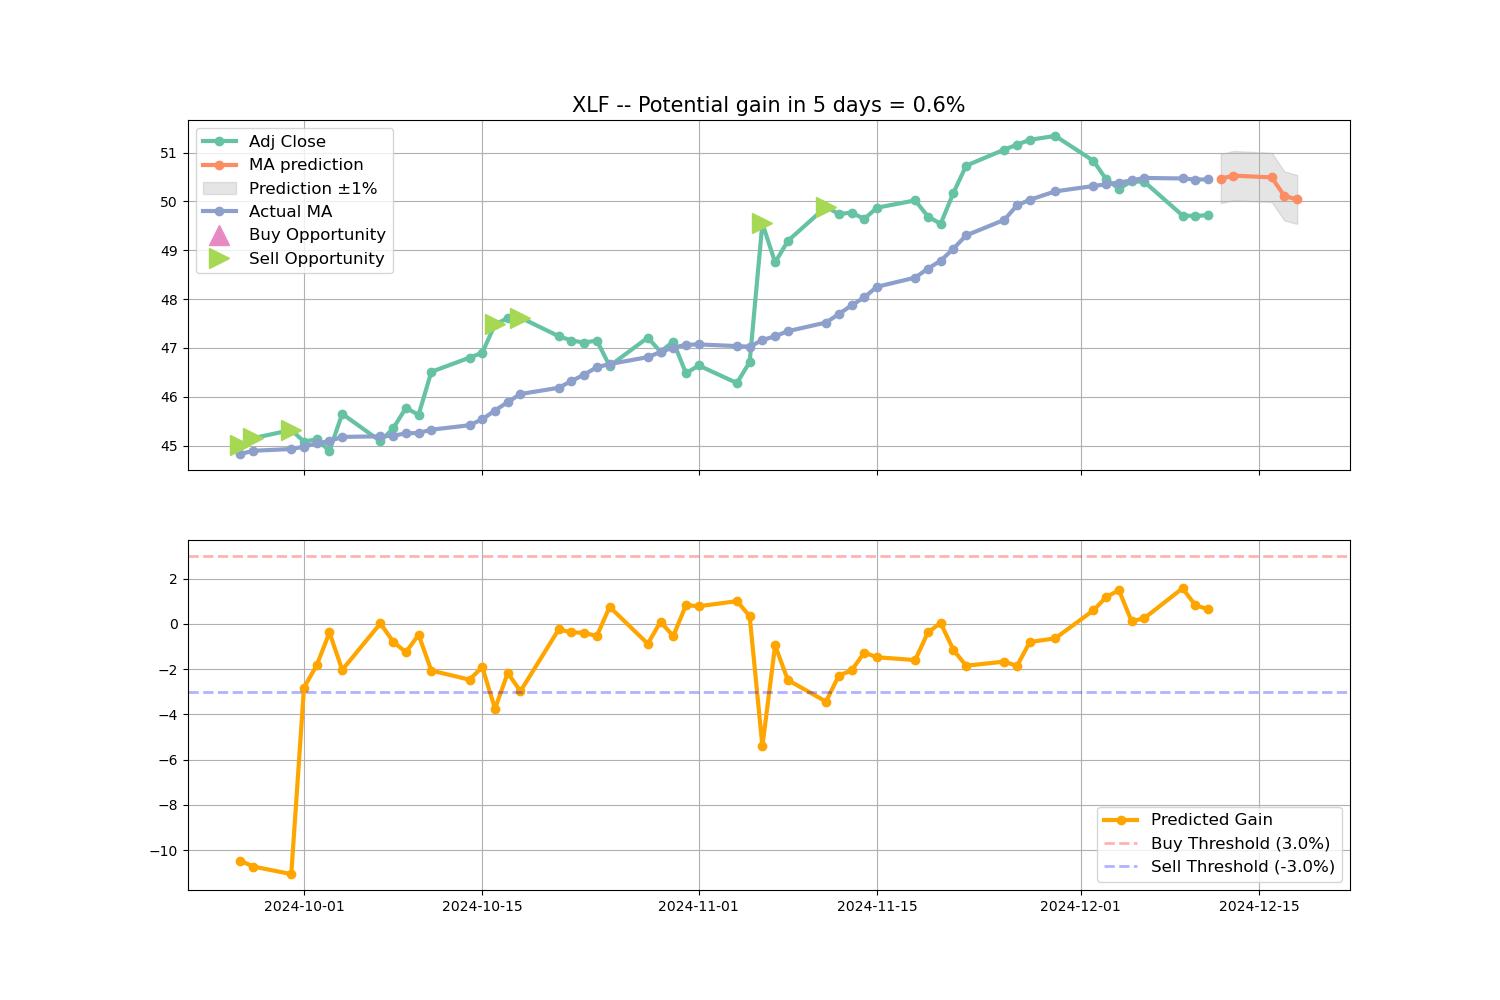 XLF -- Potential gain in 5 days = 0.6%
Adj Close
MA prediction
Prediction ±1%
Actual MA
Buy Opportunity
Sell Opportunity
51
50
49
48
47
46
45
2
0
−2
−4
−6
−8
−10
Predicted Gain
Buy Threshold (3.0%)
Sell Threshold (-3.0%)
2024-10-01 2024-10-15 2024-11-01 2024-11-15 2024-12-01 2024-12-15